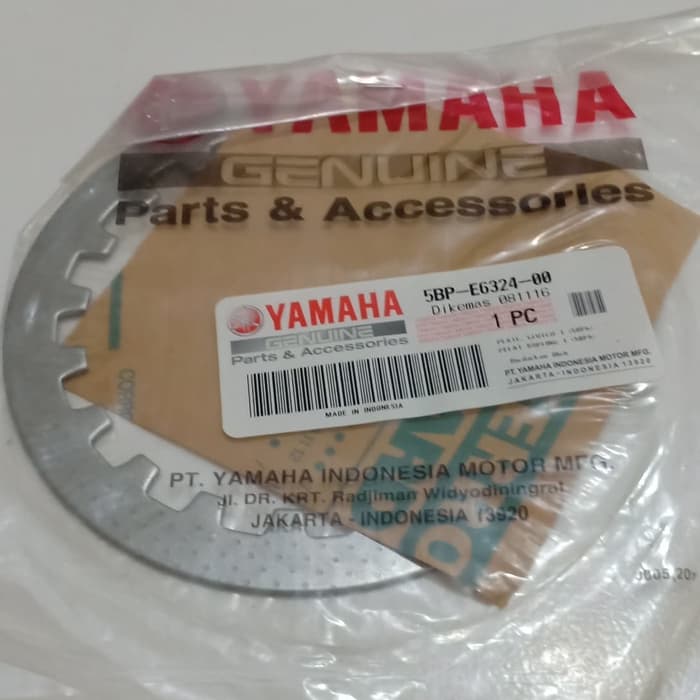 YAMAHA
GENUINE
Parts & Accessories
YAMAHA
GENUINE
Parts & Accessories
5BP-E6324-00
Dikemas 081116
1 PC
PT. YAMAHA INDONESIA MOTOR MFG.
JAKARTA-INDONESIA 13920
MADE IN INDONESIA
PT. YAMAHA INDONESIA MOTOR MFG.
Jl. DR. KRT. Radjiman Widyodiningrat
JAKARTA - INDONESIA 13920